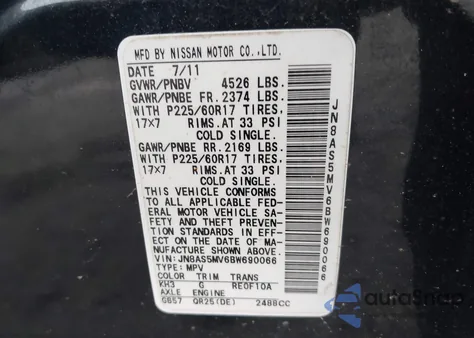 MFD BY NISSAN MOTOR CO.,LTD.
DATE 7/11
GVWR/PNBV 4526 LBS.
GAWR/PNBE FR. 2374 LBS.
WITH P225/60R17 TIRES,
17x7 RIMS.AT 33 PSI
COLD SINGLE.
GAWR/PNBE RR. 2169 LBS.
WITH P225/60R17 TIRES,
17x7 RIMS.AT 33 PSI
COLD SINGLE.
THIS VEHICLE CONFORMS
TO ALL APPLICABLE FED-
ERAL MOTOR VEHICLE SA-
FETY AND THEFT PREVEN-
TION STANDARDS IN EFF-
ECT ON THE DATE OF MA-
NUFACTURE SHOWN ABOVE.
VIN: JN8AS5MV6BW690066
TYPE: MPV
COLOR TRIM TRANS
KH3 G RE0F10A
AXLE ENGINE
GB57 QR25(DE) 2488CC
JN8AS5MV6BW690066
autoSnap